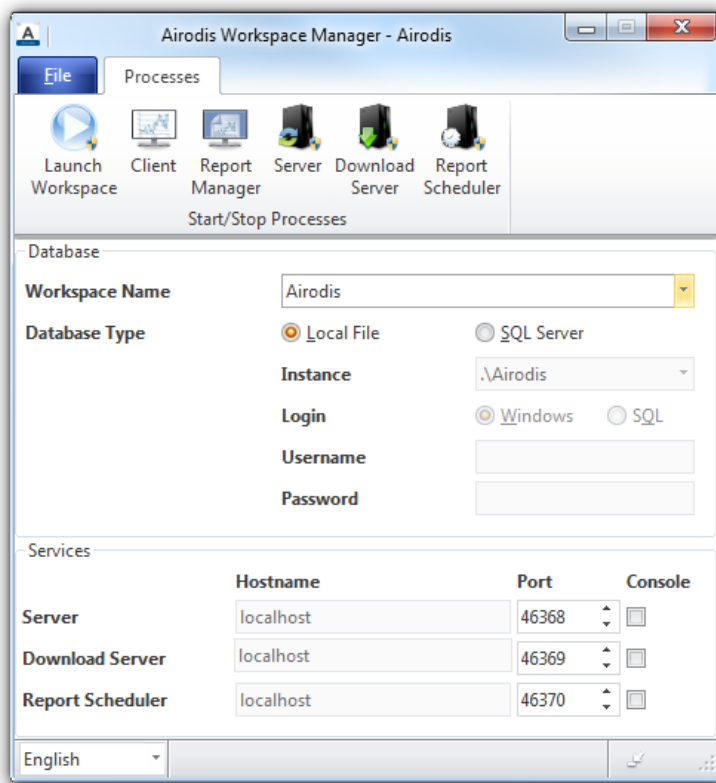 A
Airodis Workspace Manager - Airodis
File Processes
Launch Workspace
Client
Report Manager
Server
Download Server
Report Scheduler
Start/Stop Processes
Database
Workspace Name Airodis
Database Type Local File SQL Server
Instance .\Airodis
Login Windows SQL
Username
Password
Services
Hostname Port Console
Server localhost 46368
Download Server localhost 46369
Report Scheduler localhost 46370
English